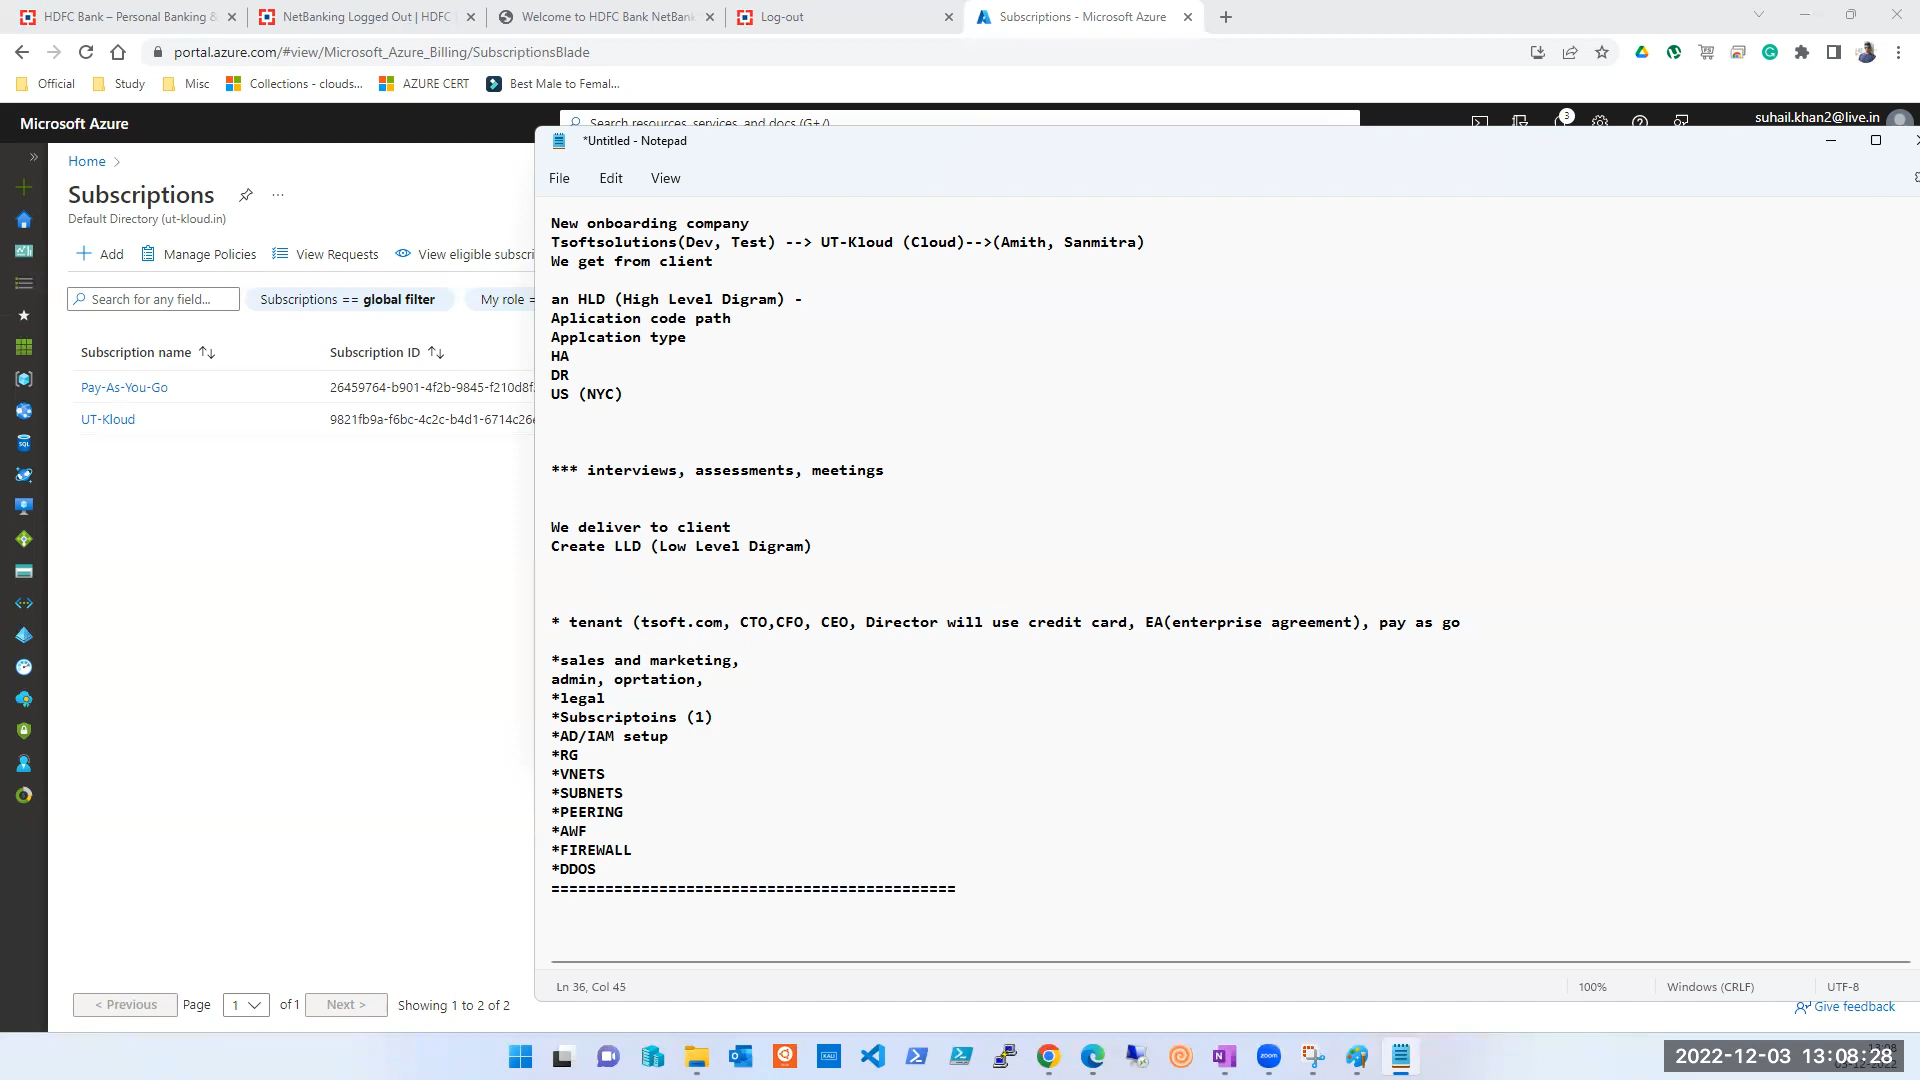 HDFC Bank – Personal Banking &
NetBanking Logged Out | HDFC
Welcome to HDFC Bank NetBank
Log-out
Subscriptions - Microsoft Azure
portal.azure.com/#view/Microsoft_Azure_Billing/SubscriptionsBlade
Official
Study
Misc
Collections - clouds...
AZURE CERT
Best Male to Femal...
Microsoft Azure
Search resources, services, and docs (G+/)
3
suhail.khan2@live.in
Home
Subscriptions
Default Directory (ut-kloud.in)
Add
Manage Policies
View Requests
View eligible subscri
Search for any field...
Subscriptions == global filter
My role =
Subscription name
Subscription ID
Pay-As-You-Go
26459764-b901-4f2b-9845-f210d8f
UT-Kloud
9821fb9a-f6bc-4c2c-b4d1-6714c26
< Previous
Page
1
of 1
Next >
Showing 1 to 2 of 2
*Untitled - Notepad
File
Edit
View
New onboarding company
Tsoftsolutions(Dev, Test) --> UT-Kloud (Cloud)-->(Amith, Sanmitra)
We get from client
an HLD (High Level Digram) -
Aplication code path
Applcation type
HA
DR
US (NYC)
*** interviews, assessments, meetings
We deliver to client
Create LLD (Low Level Digram)
* tenant (tsoft.com, CTO,CFO, CEO, Director will use credit card, EA(enterprise agreement), pay as go
*sales and marketing,
admin, oprtation,
*legal
*Subscriptoins (1)
*AD/IAM setup
*RG
*VNETS
*SUBNETS
*PEERING
*AWF
*FIREWALL
*DDOS
=============================================
Ln 36, Col 45
100%
Windows (CRLF)
UTF-8
Give feedback
2022-12-03 13:08:28